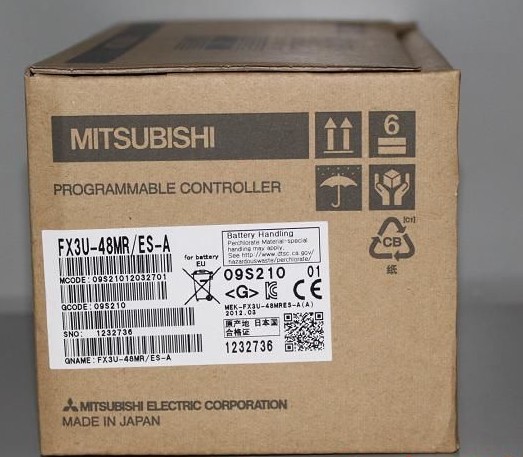 MITSUBISHI
6
PROGRAMMABLE CONTROLLER
[C1]
CB
紙
FX3U-48MR/ES-A
MCODE: 09S21012032701
QCODE: 09S210
SNO: 1232736
QNAME: FX3U-48MR/ES-A
for battery
EU
Battery Handling
Perchlorate Material-special
handling may apply.
See http://www.dtsc.ca.gov/
hazardouswaste/perchlorate/
09S210 01
<G> CE
MEK-FX3U-48MRES-A(A)
2012.03
原产地 日本国
合格证
1232736
MITSUBISHI ELECTRIC CORPORATION
MADE IN JAPAN